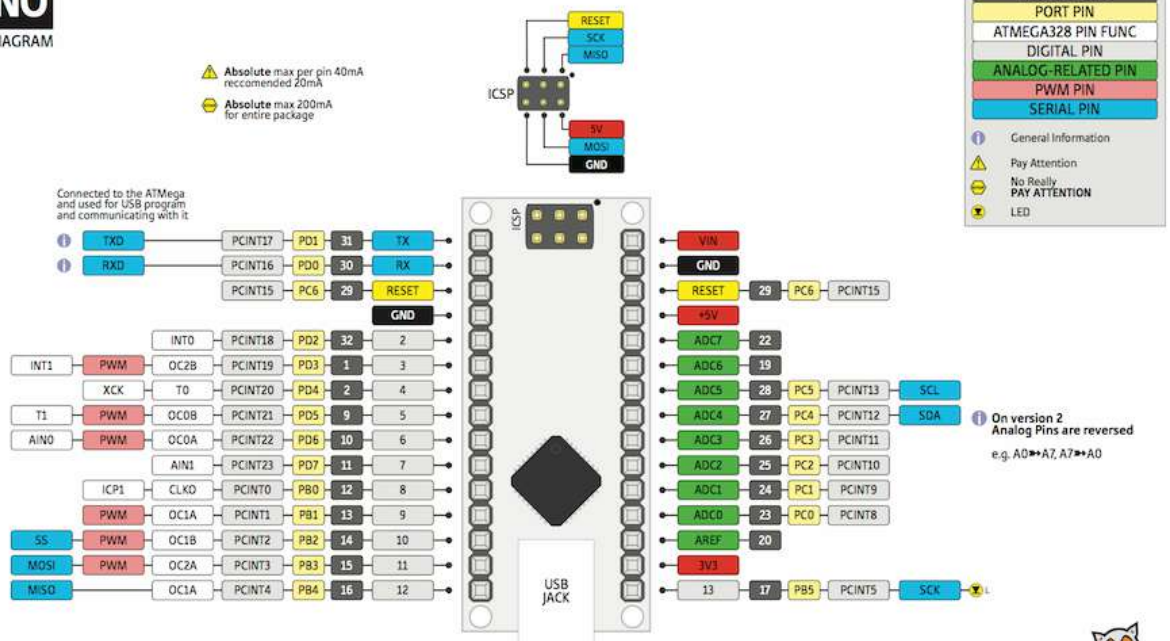 NO
AGRAM
Absolute max per pin 40mA
reccomended 20mA
Absolute max 200mA
for entire package
RESET
SCK
MISO
ICSP
5V
MOSI
GND
PORT PIN
ATMEGA328 PIN FUNC
DIGITAL PIN
ANALOG-RELATED PIN
PWM PIN
SERIAL PIN
General Information
Pay Attention
No Really
PAY ATTENTION
LED
Connected to the ATMega
and used for USB program
and communicating with it
TXD PCINT17 PD1 31 TX
RXD PCINT16 PD0 30 RX
PCINT15 PC6 29 RESET
GND
INT0 PCINT18 PD2 32 2
INT1 PWM OC2B PCINT19 PD3 1 3
XCK T0 PCINT20 PD4 2 4
T1 PWM OC0B PCINT21 PD5 9 5
AIN0 PWM OC0A PCINT22 PD6 10 6
AIN1 PCINT23 PD7 11 7
ICP1 CLKO PCINT0 PB0 12 8
PWM OC1A PCINT1 PB1 13 9
SS PWM OC1B PCINT2 PB2 14 10
MOSI PWM OC2A PCINT3 PB3 15 11
MISO OC1A PCINT4 PB4 16 12
ICSP
USB
JACK
VIN
GND
RESET 29 PC6 PCINT15
+5V
ADC7 22
ADC6 19
ADC5 28 PC5 PCINT13 SCL
ADC4 27 PC4 PCINT12 SDA
ADC3 26 PC3 PCINT11
ADC2 25 PC2 PCINT10
ADC1 24 PC1 PCINT9
ADC0 23 PC0 PCINT8
AREF 20
3V3
13 17 PB5 PCINT5 SCK L
On version 2
Analog Pins are reversed
e.g. A0➵A7, A7➵A0